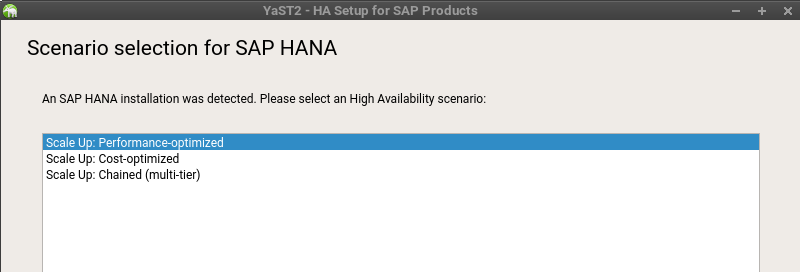 YaST2 - HA Setup for SAP Products
Scenario selection for SAP HANA
An SAP HANA installation was detected. Please select an High Availability scenario:
Scale Up: Performance-optimized
Scale Up: Cost-optimized
Scale Up: Chained (multi-tier)